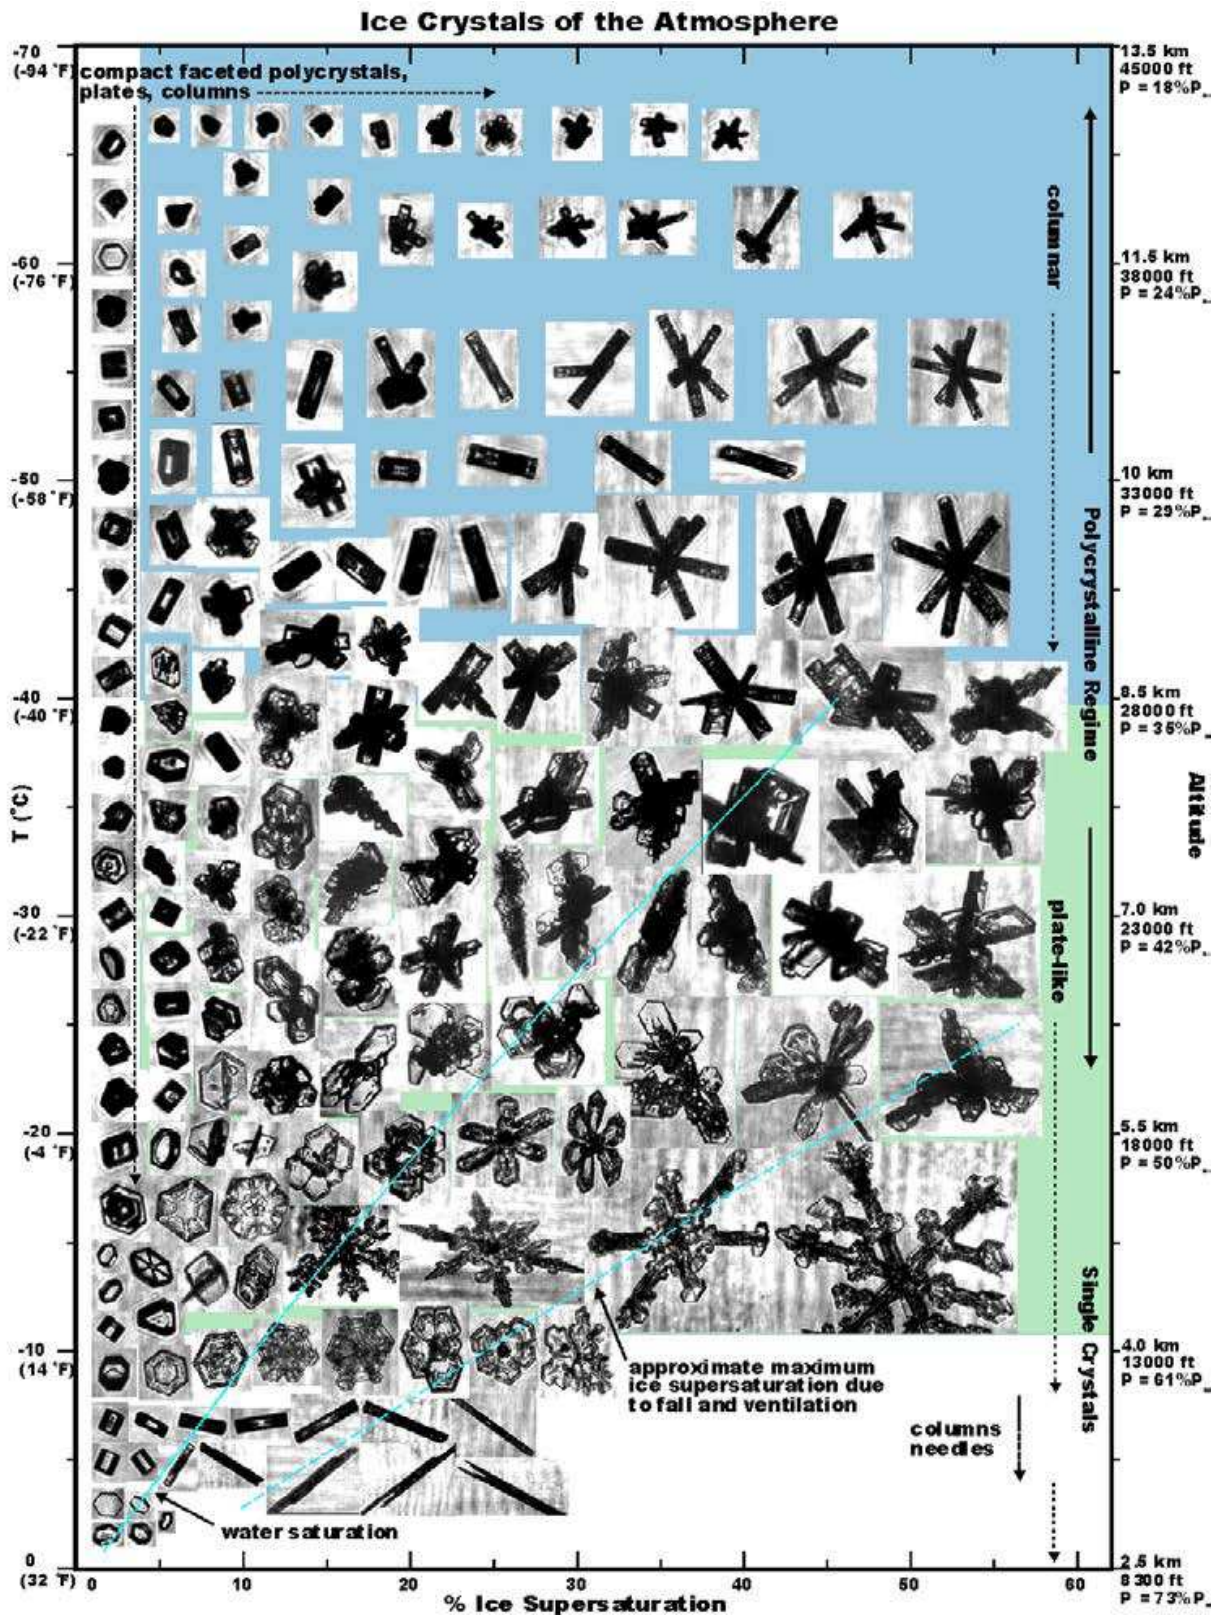 Ice Crystals of the Atmosphere
-70
(-94 °F)
-60
(-76 °F)
-50
(-58 °F)
-40
(-40 °F)
T (°C)
-30
(-22 °F)
-20
(-4 °F)
-10
(14 °F)
0
(32 °F)
compact faceted polycrystals,
plates, columns
columnar
Polycrystalline Regime
plate-like
Single Crystals
columns
needles
approximate maximum
ice supersaturation due
to fall and ventilation
water saturation
13.5 km
45000 ft
P = 18%P
11.5 km
38000 ft
P = 24%P
10 km
33000 ft
P = 29%P
8.5 km
28000 ft
P = 35%P
Altitude
7.0 km
23000 ft
P = 42%P
5.5 km
18000 ft
P = 50%P
4.0 km
13000 ft
P = 61%P
2.5 km
8300 ft
P = 73%P
0 10 20 30 40 50 60
% Ice Supersaturation